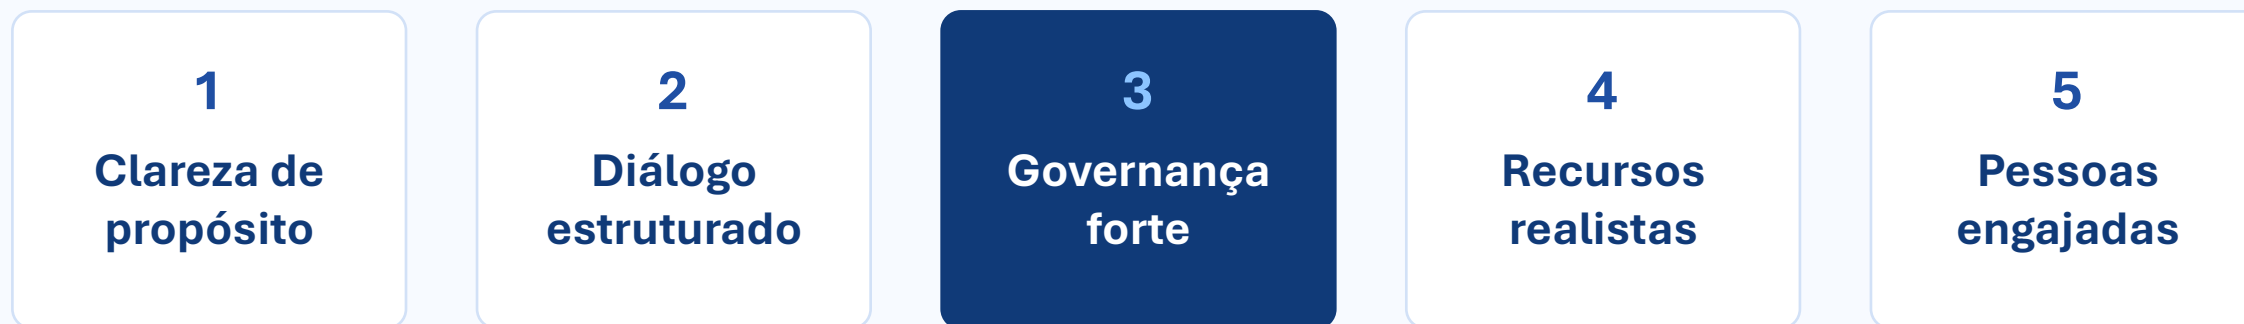 1
Clareza de
propósito
2
Diálogo
estruturado
3
Governança
forte
4
Recursos
realistas
5
Pessoas
engajadas